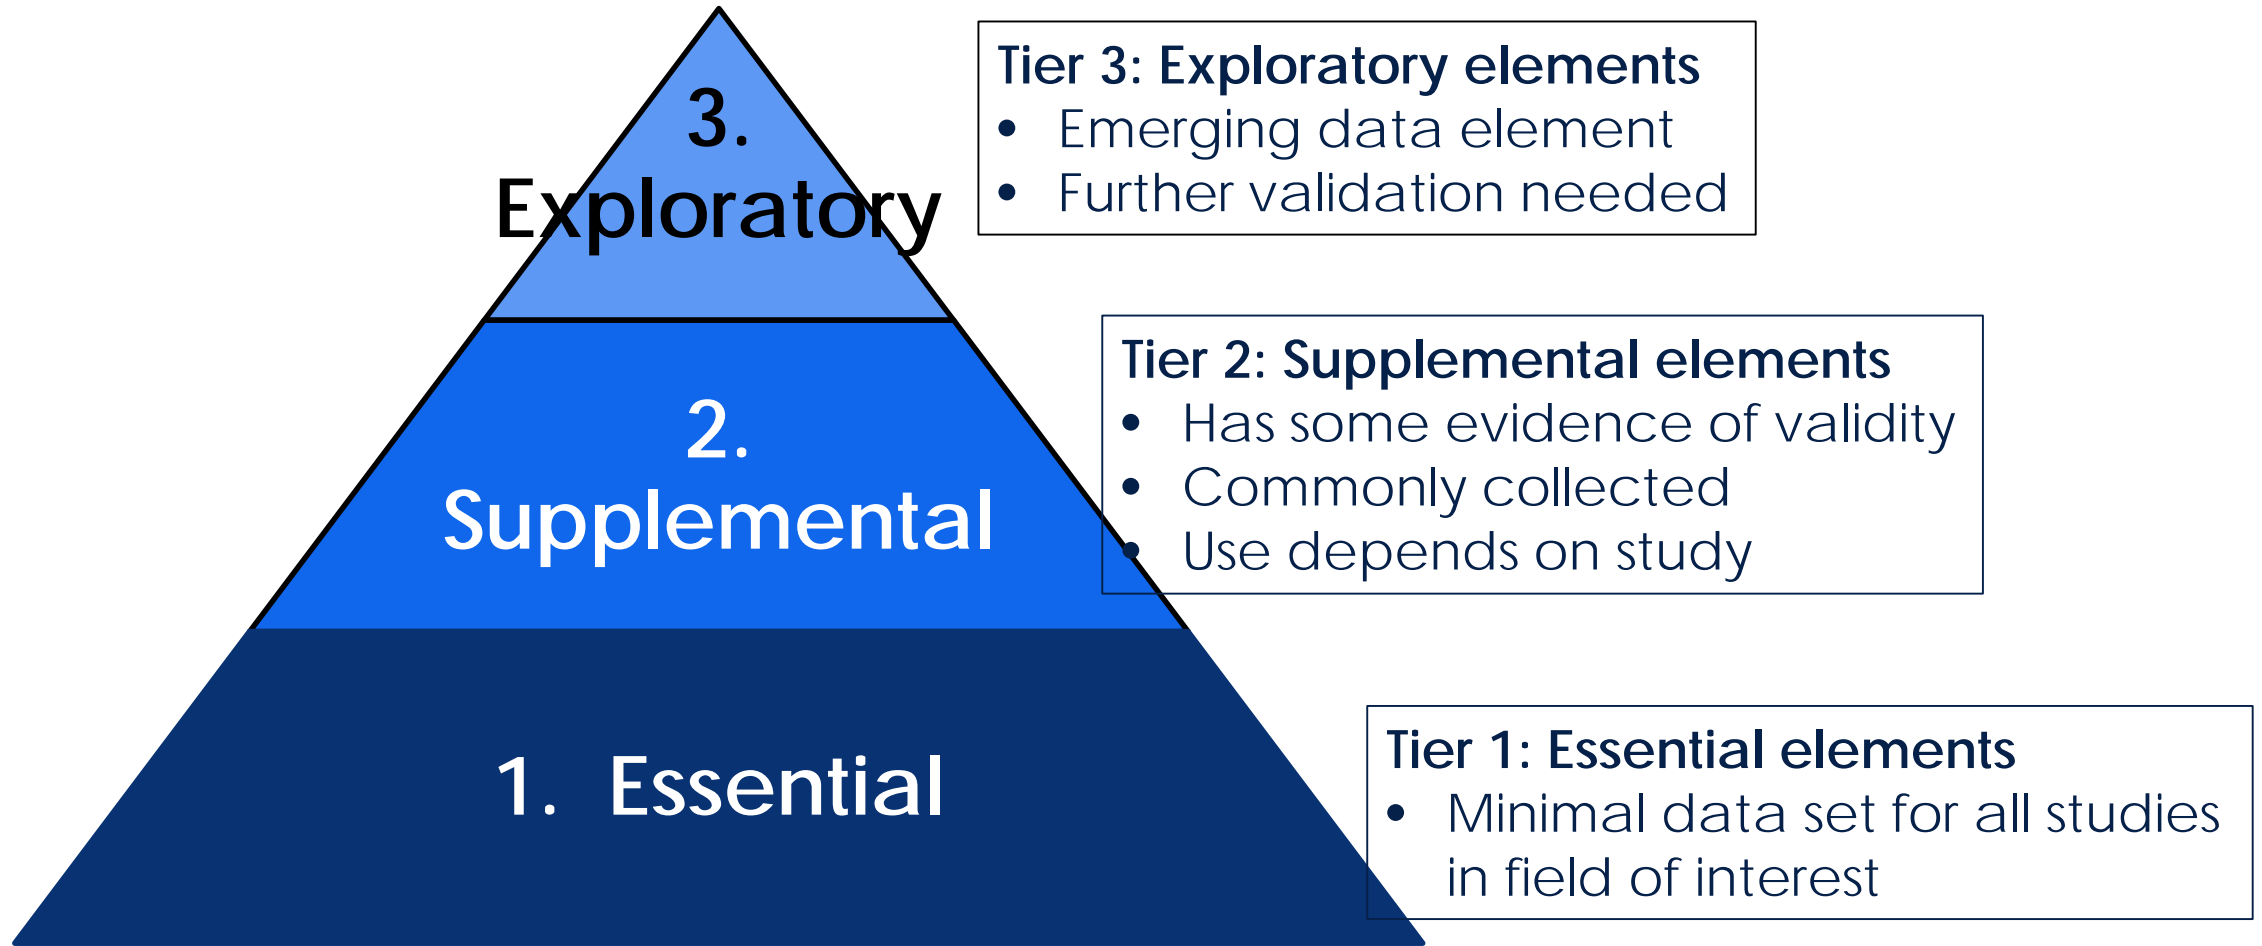 3.
Exploratory
Tier 3: Exploratory elements
• Emerging data element
• Further validation needed
2.
Supplemental
Tier 2: Supplemental elements
• Has some evidence of validity
• Commonly collected
• Use depends on study
1. Essential
Tier 1: Essential elements
• Minimal data set for all studies
in field of interest